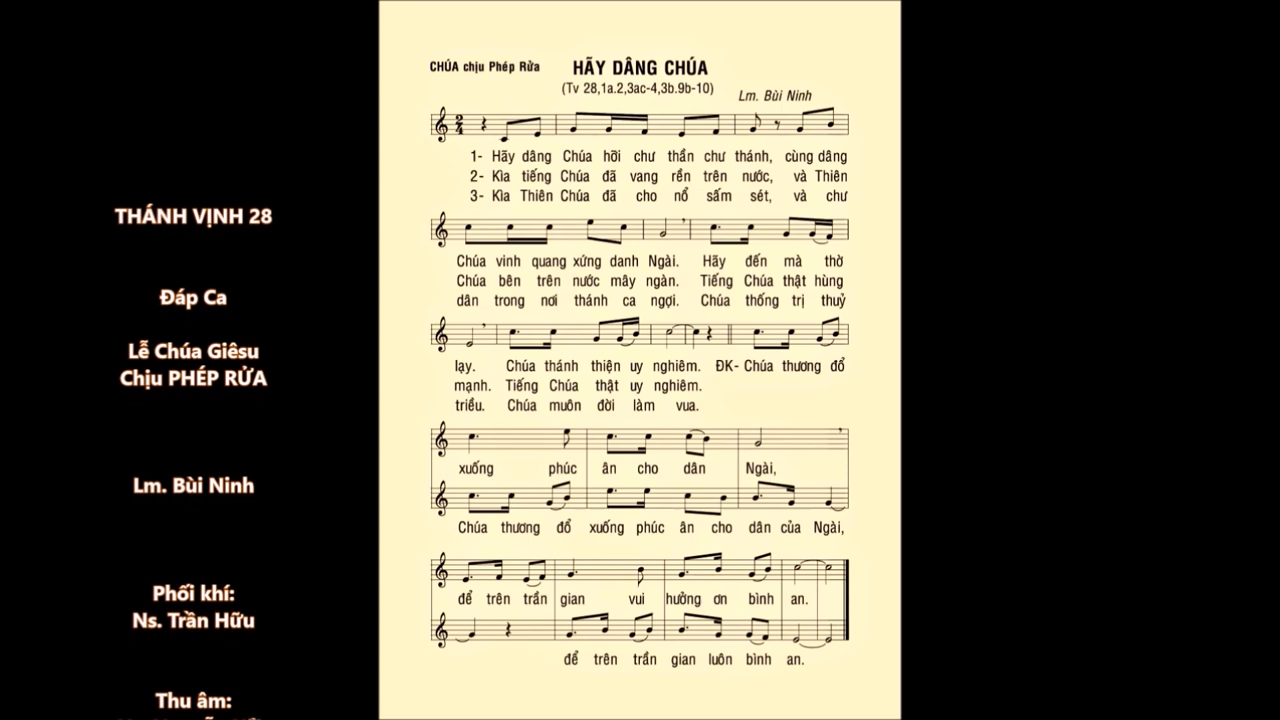 THÁNH VỊNH 28
Đáp Ca
Lễ Chúa Giêsu
Chịu PHÉP RỬA
Lm. Bùi Ninh
Phối khí:
Ns. Trần Hữu
Thu âm:
CHÚA chịu Phép Rửa
HÃY DÂNG CHÚA
(Tv 28,1a.2,3ac-4,3b.9b-10)
Lm. Bùi Ninh
2
4
1- Hãy dâng Chúa hỡi chư thần chư thánh, cùng dâng
2- Kìa tiếng Chúa đã vang rền trên nước, và Thiên
3- Kìa Thiên Chúa đã cho nổ sấm sét, và chư
Chúa vinh quang xứng danh Ngài. Hãy đến mà thờ
Chúa bên trên nước mây ngàn. Tiếng Chúa thật hùng
dân trong nơi thánh ca ngợi. Chúa thống trị thuỷ
lạy. Chúa thánh thiện uy nghiêm. ĐK- Chúa thương đổ
mạnh. Tiếng Chúa thật uy nghiêm.
triều. Chúa muôn đời làm vua.
xuống phúc ân cho dân Ngài,
Chúa thương đổ xuống phúc ân cho dân của Ngài,
để trên trần gian vui hưởng ơn bình an.
để trên trần gian luôn bình an.